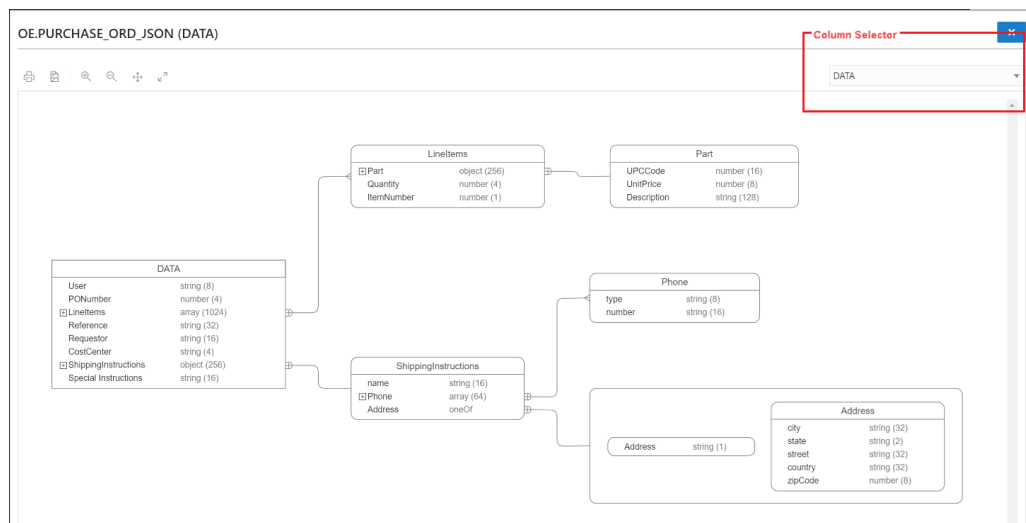 OE.PURCHASE_ORD_JSON (DATA)
Column Selector
DATA
LineItems
Part object (256)
Quantity number (4)
ItemNumber number (1)
Part
UPCCode number (16)
UnitPrice number (8)
Description string (128)
DATA
User string (8)
PONumber number (4)
LineItems array (1024)
Reference string (32)
Requestor string (16)
CostCenter string (4)
ShippingInstructions object (256)
Special Instructions string (16)
Phone
type string (8)
number string (16)
ShippingInstructions
name string (16)
Phone array (64)
Address oneOf
Address string (1)
Address
city string (32)
state string (2)
street string (32)
country string (32)
zipCode number (8)